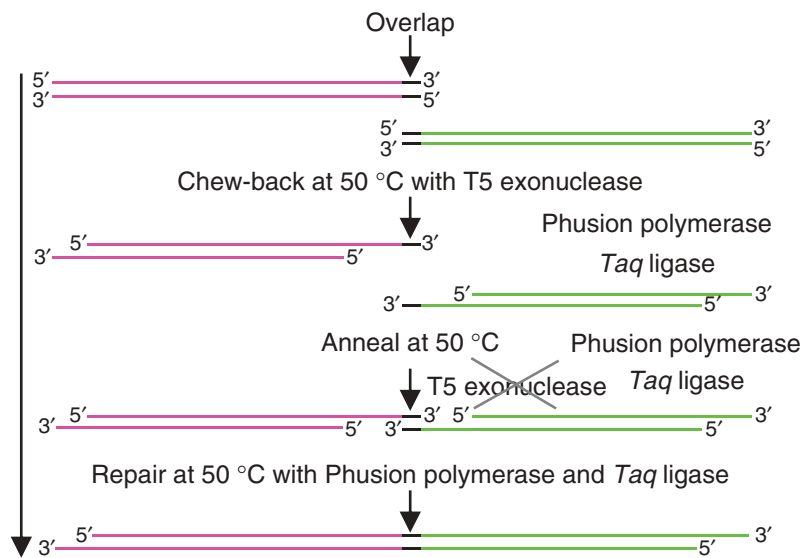 Overlap
5′ 3′
3′ 5′
5′ 3′
3′ 5′
Chew-back at 50 °C with T5 exonuclease
Phusion polymerase
5′ 3′
3′ 5′
Taq ligase
5′ 3′
3′ 5′
Anneal at 50 °C Phusion polymerase
T5 exonuclease Taq ligase
5′ 3′ 5′ 3′
3′ 5′ 3′ 5′
Repair at 50 °C with Phusion polymerase and Taq ligase
5′ 3′
3′ 5′